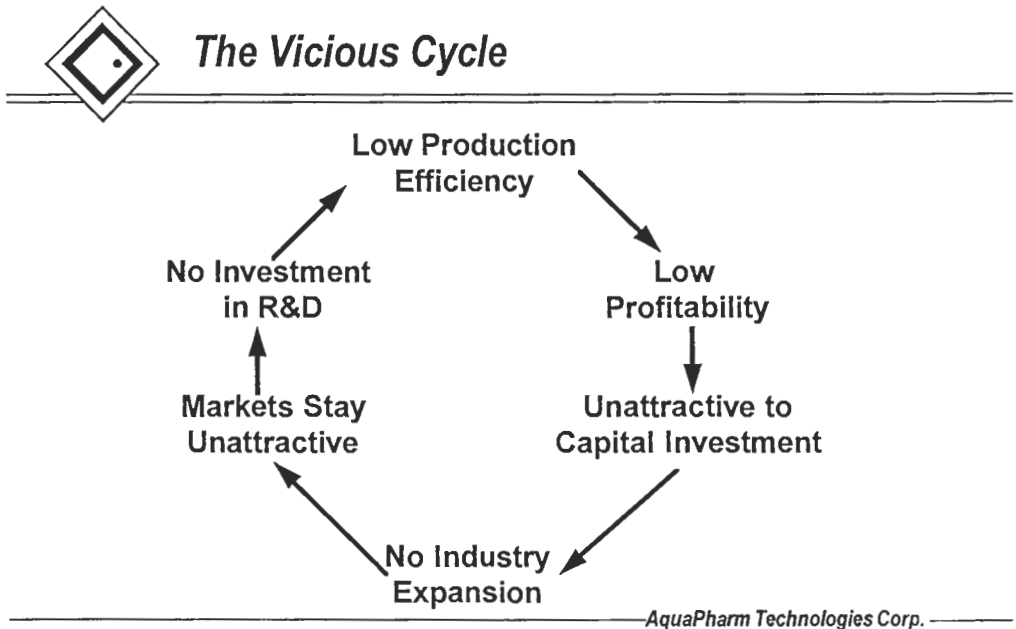 The Vicious Cycle
Low Production
Efficiency
Low
Profitability
Unattractive to
Capital Investment
No Industry
Expansion
Markets Stay
Unattractive
No Investment
in R&D
AquaPharm Technologies Corp.